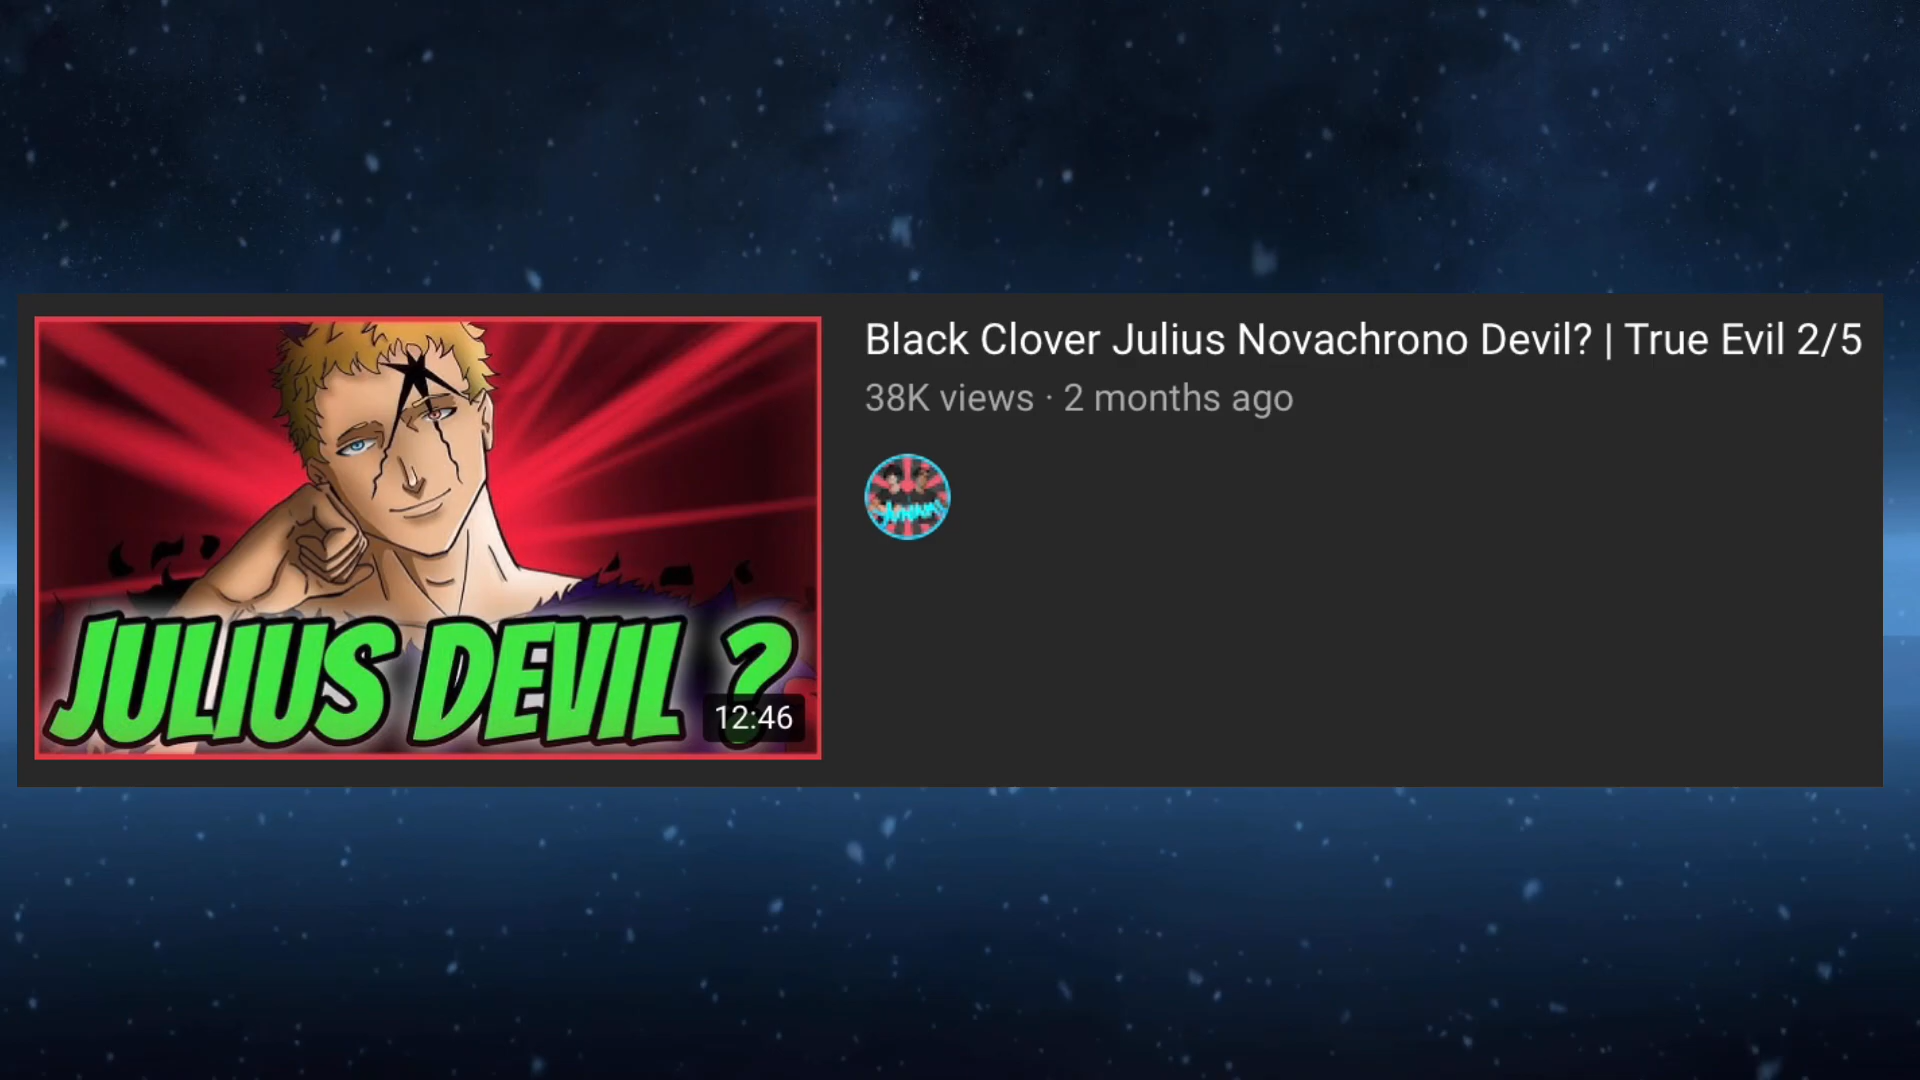 Black Clover Julius Novachrono Devil? | True Evil 2/5
38K views · 2 months ago
JULIUS DEVIL ?
12:46